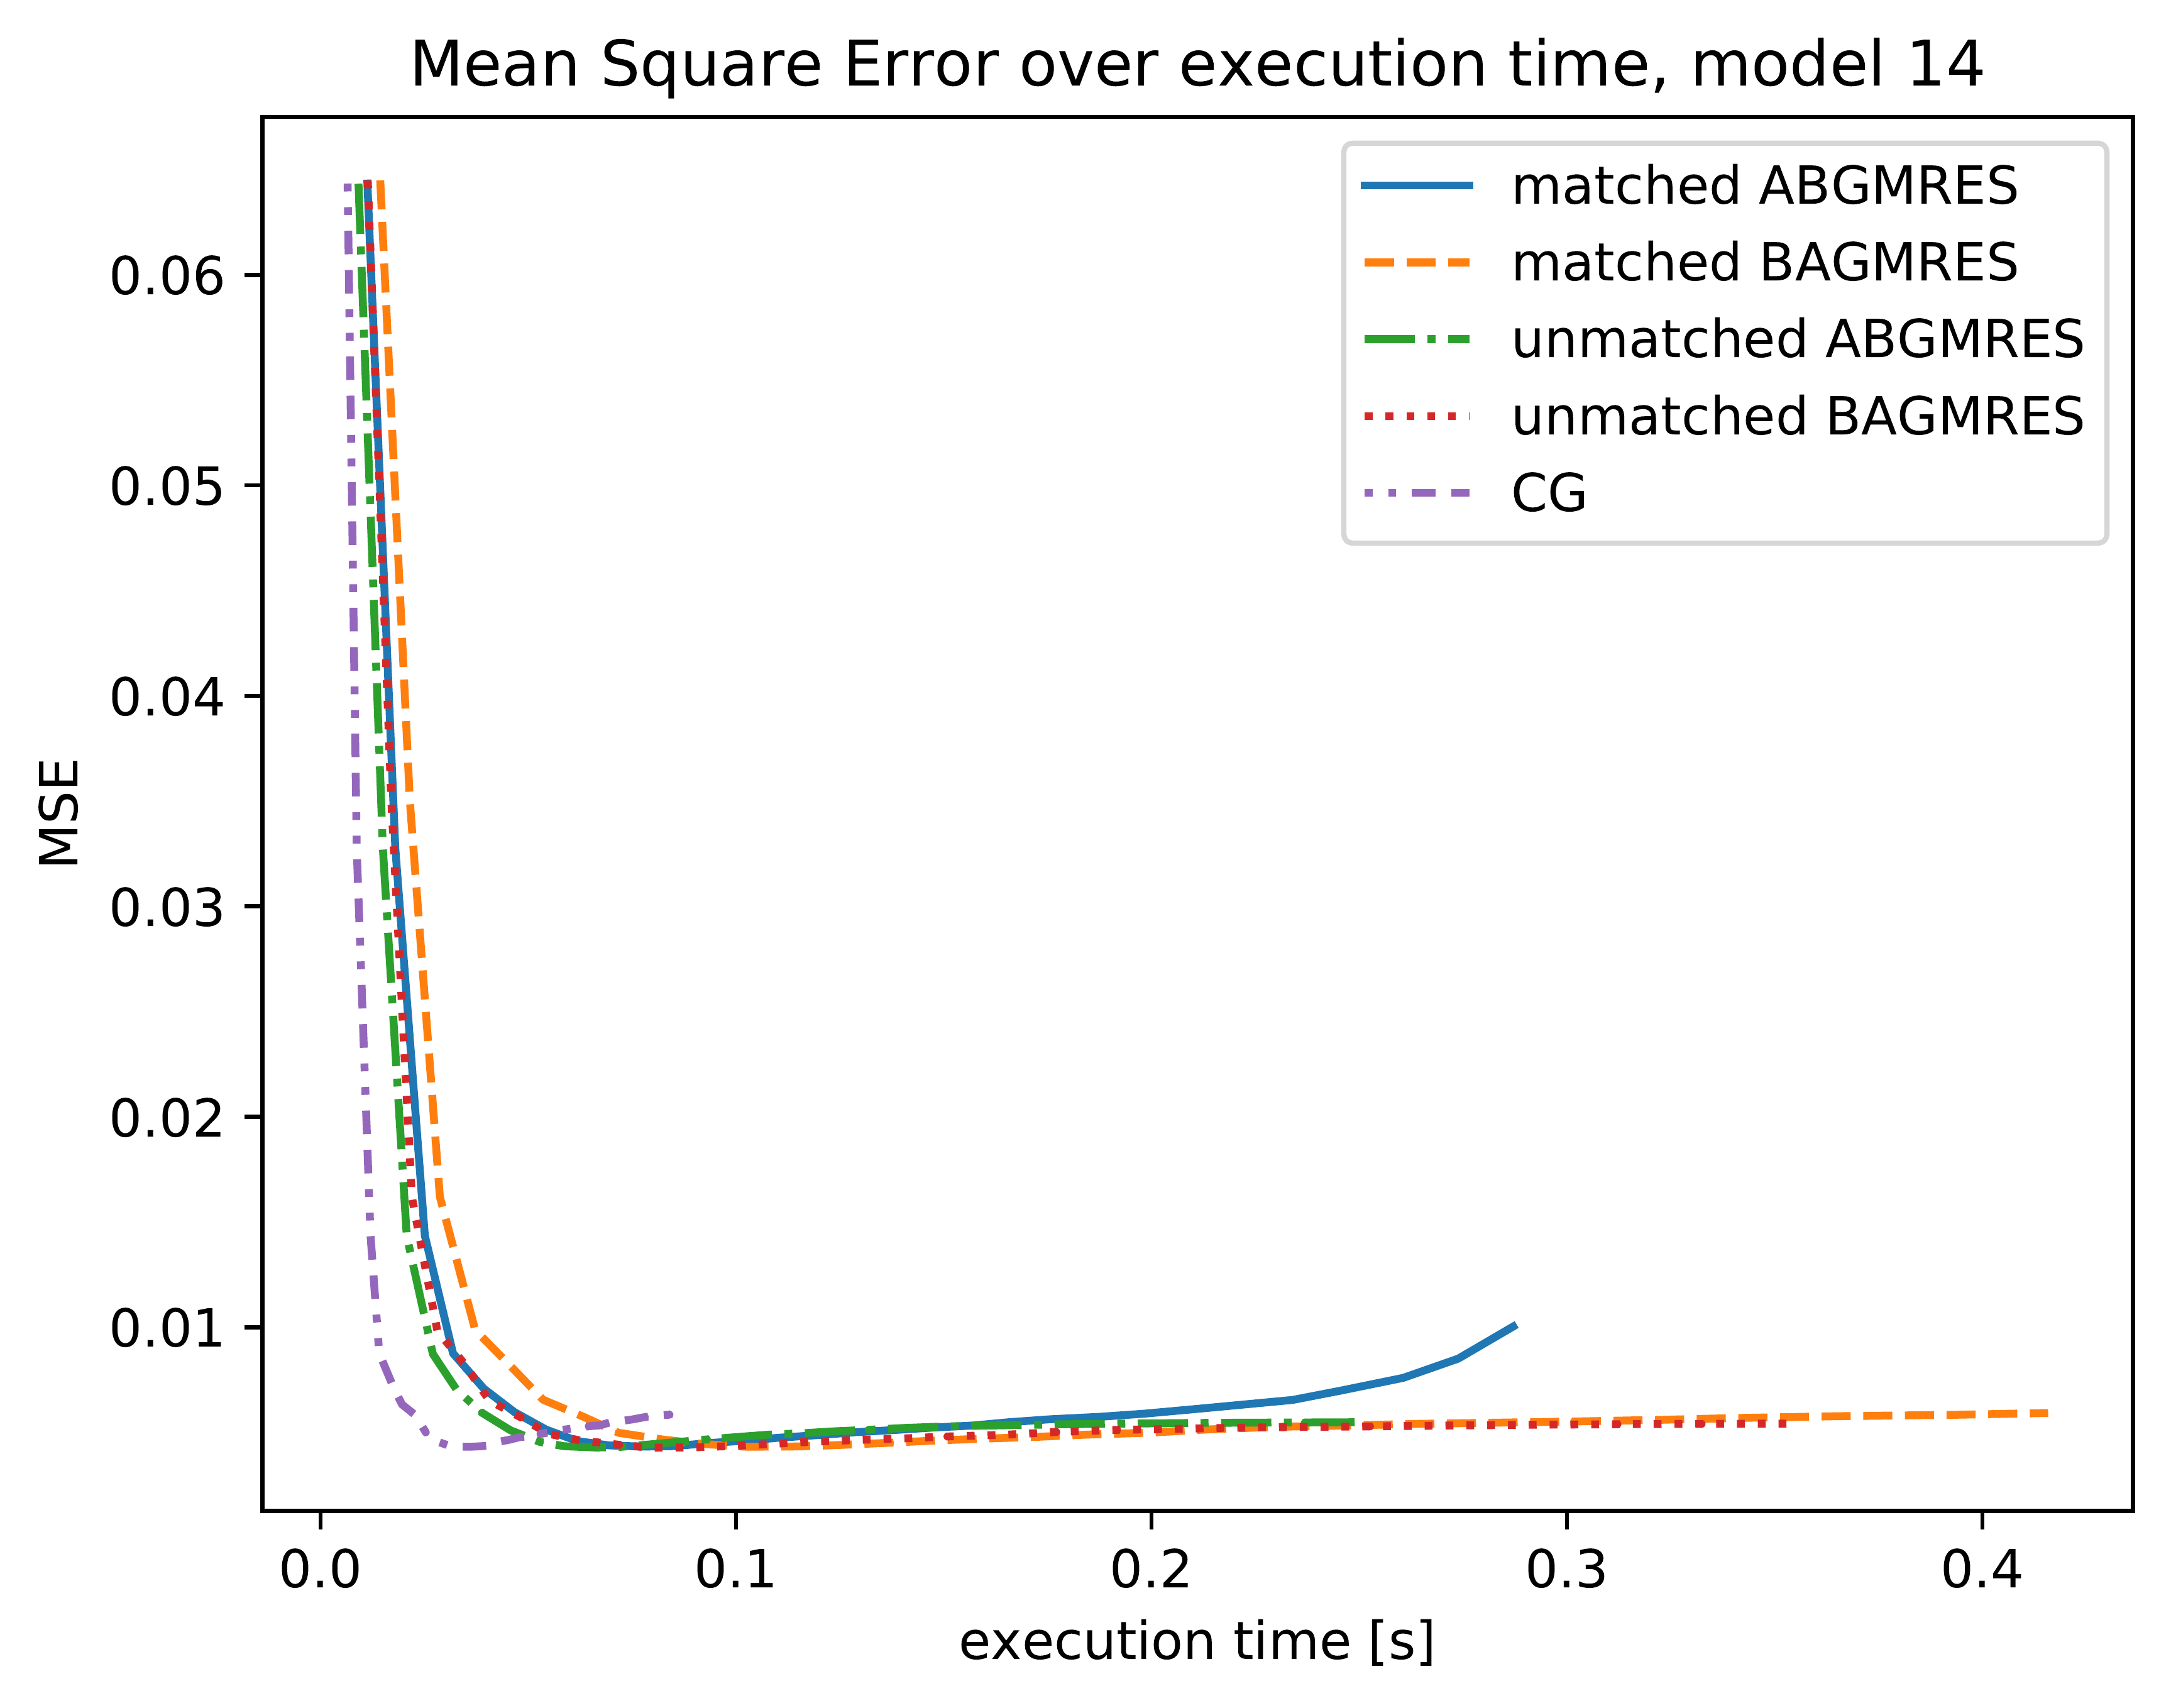 Mean Square Error over execution time, model 14
matched ABGMRES
matched BAGMRES
unmatched ABGMRES
unmatched BAGMRES
CG
MSE
0.06
0.05
0.04
0.03
0.02
0.01
0.0 0.1 0.2 0.3 0.4
execution time [s]